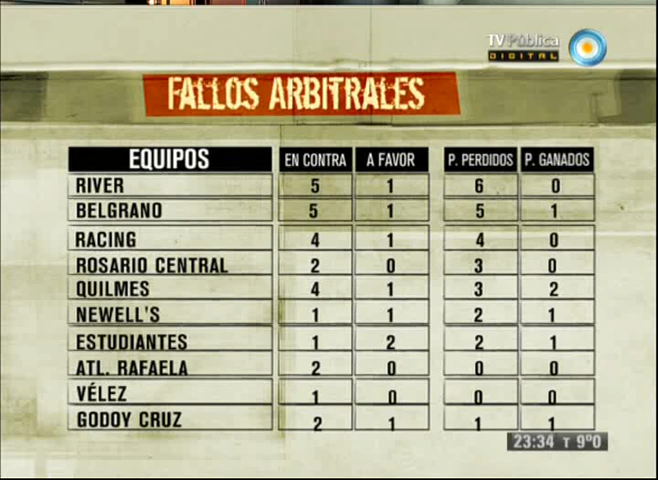 TV Pública
DIGITAL
FALLOS ARBITRALES
EQUIPOS EN CONTRA A FAVOR P. PERDIDOS P. GANADOS
RIVER 5 1 6 0
BELGRANO 5 1 5 1
RACING 4 1 4 0
ROSARIO CENTRAL 2 0 3 0
QUILMES 4 1 3 2
NEWELL'S 1 1 2 1
ESTUDIANTES 1 2 2 1
ATL. RAFAELA 2 0 0 0
VÉLEZ 1 0 0 0
GODOY CRUZ 2 1 1 1
23:34 T 9º0